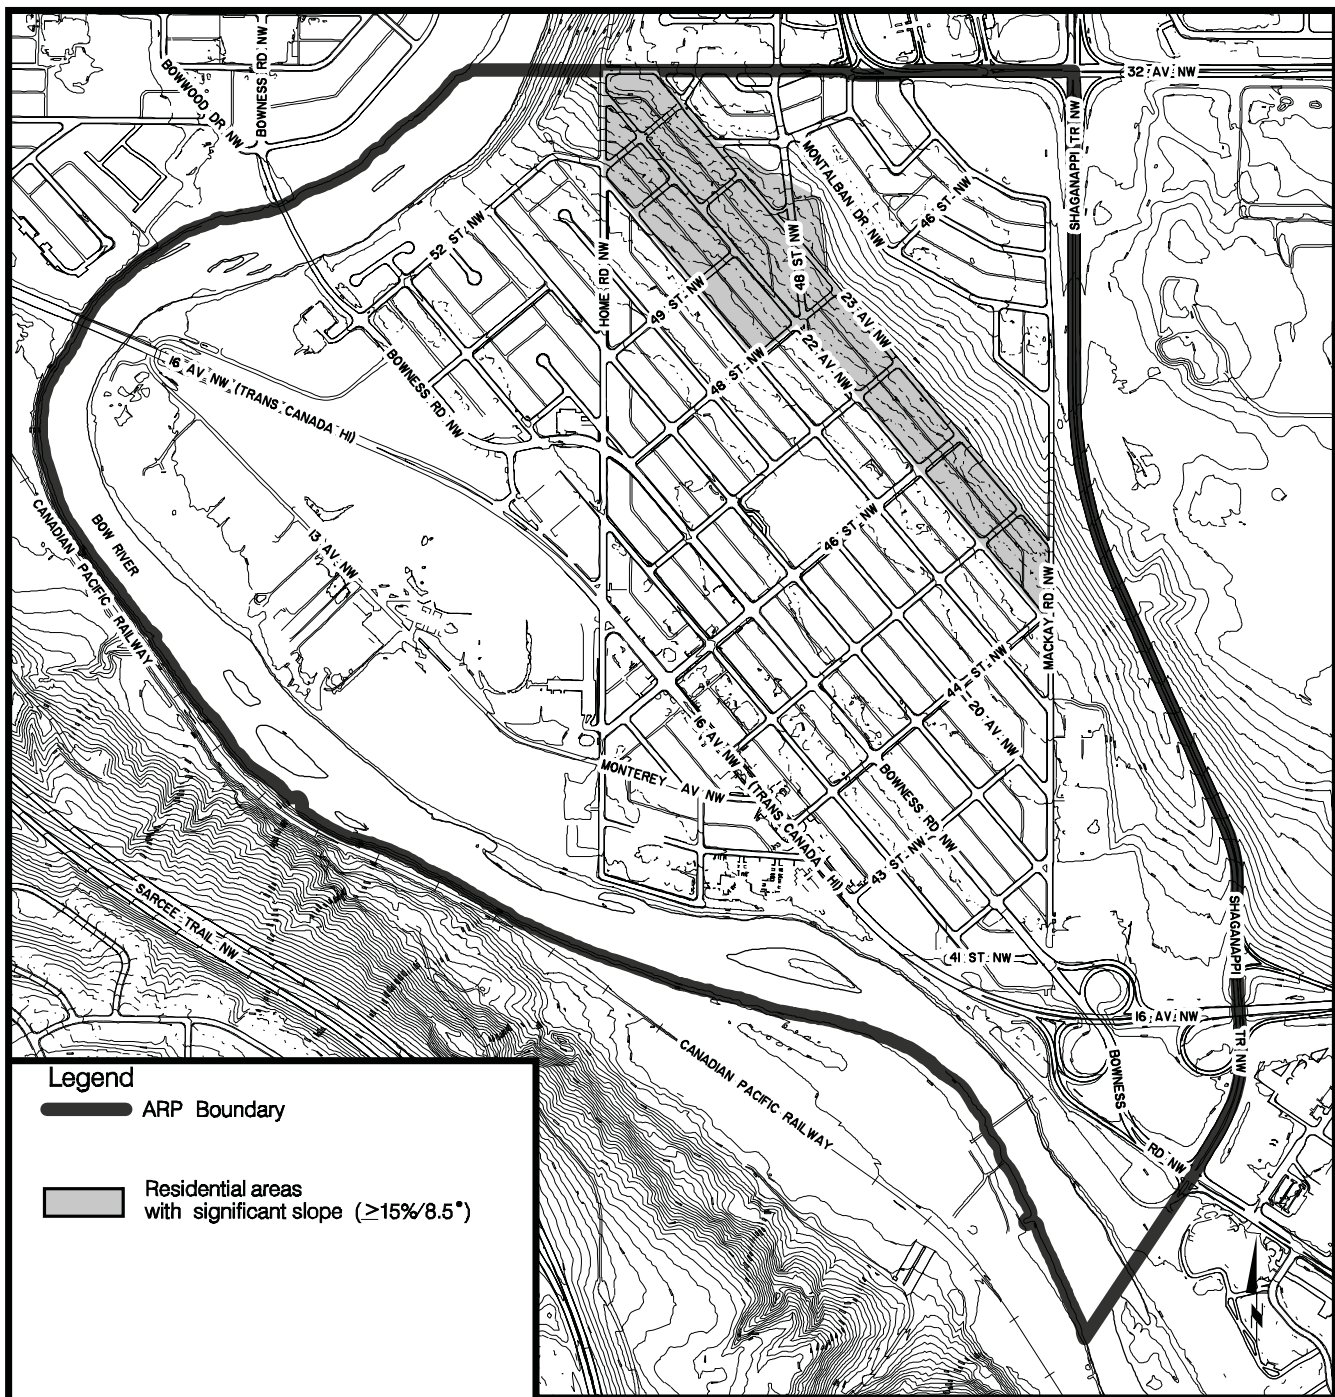 BOWNESS RD NW
BOWWOOD DR NW
32 AV NW
SHAGANAPPI TR NW
MONTALBAN DR NW
46 ST NW
52 ST NW
HOME RD NW
48 ST NW
49 ST NW
23 AV NW
22 AV NW
48 ST NW
16 AV NW (TRANS CANADA HI)
BOWNESS RD NW
CANADIAN PACIFIC RAILWAY
BOW RIVER
13 AV NW
46 ST NW
MACKAY RD NW
44 ST NW
20 AV NW
16 AV NW (TRANS CANADA HI)
MONTEREY AV NW
BOWNESS RD NW
43 ST NW
SARCEE TRAIL NW
41 ST NW
SHAGANAPPI TR NW
16 AV NW
BOWNESS RD NW
CANADIAN PACIFIC RAILWAY
Legend
ARP Boundary
Residential areas
with significant slope (≥15%/8.5°)